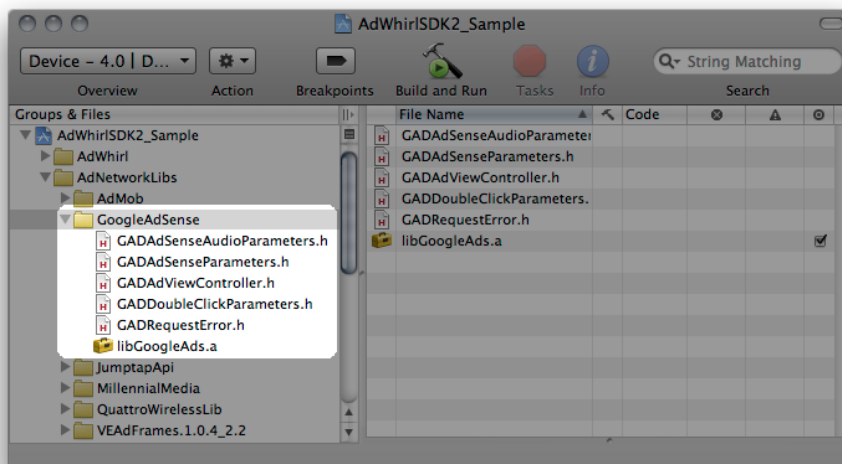 AdWhirlSDK2_Sample
Device – 4.0 | D...
String Matching
Overview Action Breakpoints Build and Run Tasks Info Search
Groups & Files File Name Code
AdWhirlSDK2_Sample GADAdSenseAudioParameter
AdWhirl GADAdSenseParameters.h
AdNetworkLibs GADAdViewController.h
AdMob GADDoubleClickParameters.
GoogleAdSense GADRequestError.h
GADAdSenseAudioParameters.h libGoogleAds.a
GADAdSenseParameters.h
GADAdViewController.h
GADDoubleClickParameters.h
GADRequestError.h
libGoogleAds.a
JumptapApi
MillennialMedia
QuattroWirelessLib
VEAdFrames.1.0.4_2.2